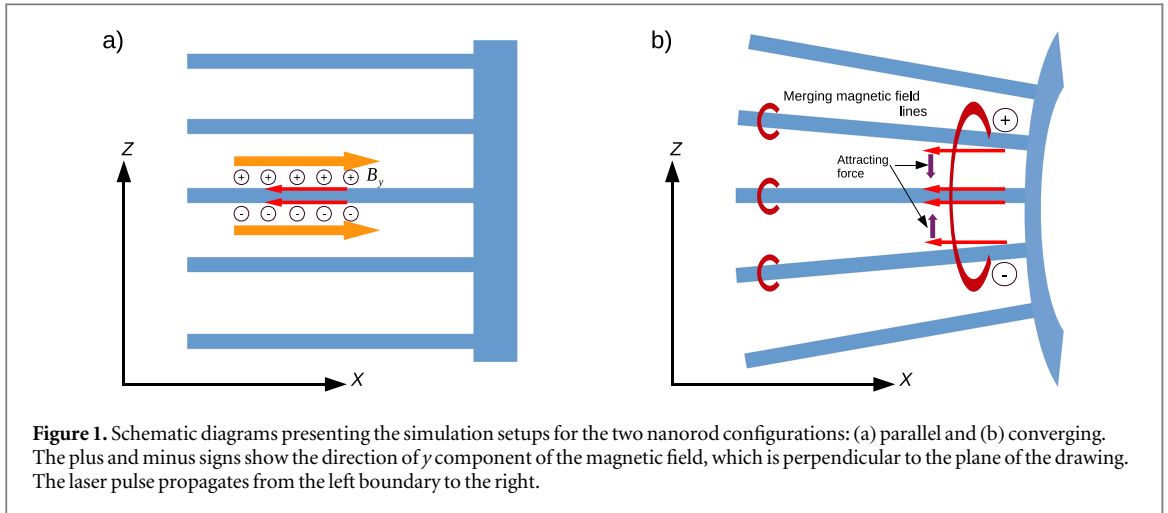 a)
Z
+ + + + + B_y
- - - - -
X
b)
Merging magnetic field
lines
+
Z
Attracting
force
-
X
Figure 1. Schematic diagrams presenting the simulation setups for the two nanorod configurations: (a) parallel and (b) converging.
The plus and minus signs show the direction of y component of the magnetic field, which is perpendicular to the plane of the drawing.
The laser pulse propagates from the left boundary to the right.